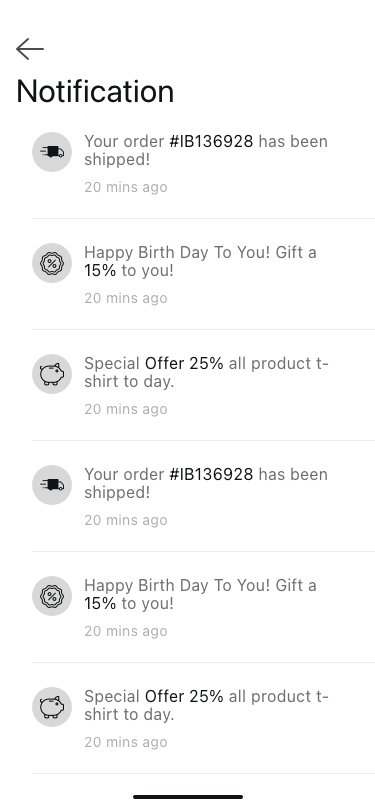 Notification
Your order #IB136928 has been
shipped!
20 mins ago
Happy Birth Day To You! Gift a
15% to you!
20 mins ago
Special Offer 25% all product t-
shirt to day.
20 mins ago
Your order #IB136928 has been
shipped!
20 mins ago
Happy Birth Day To You! Gift a
15% to you!
20 mins ago
Special Offer 25% all product t-
shirt to day.
20 mins ago